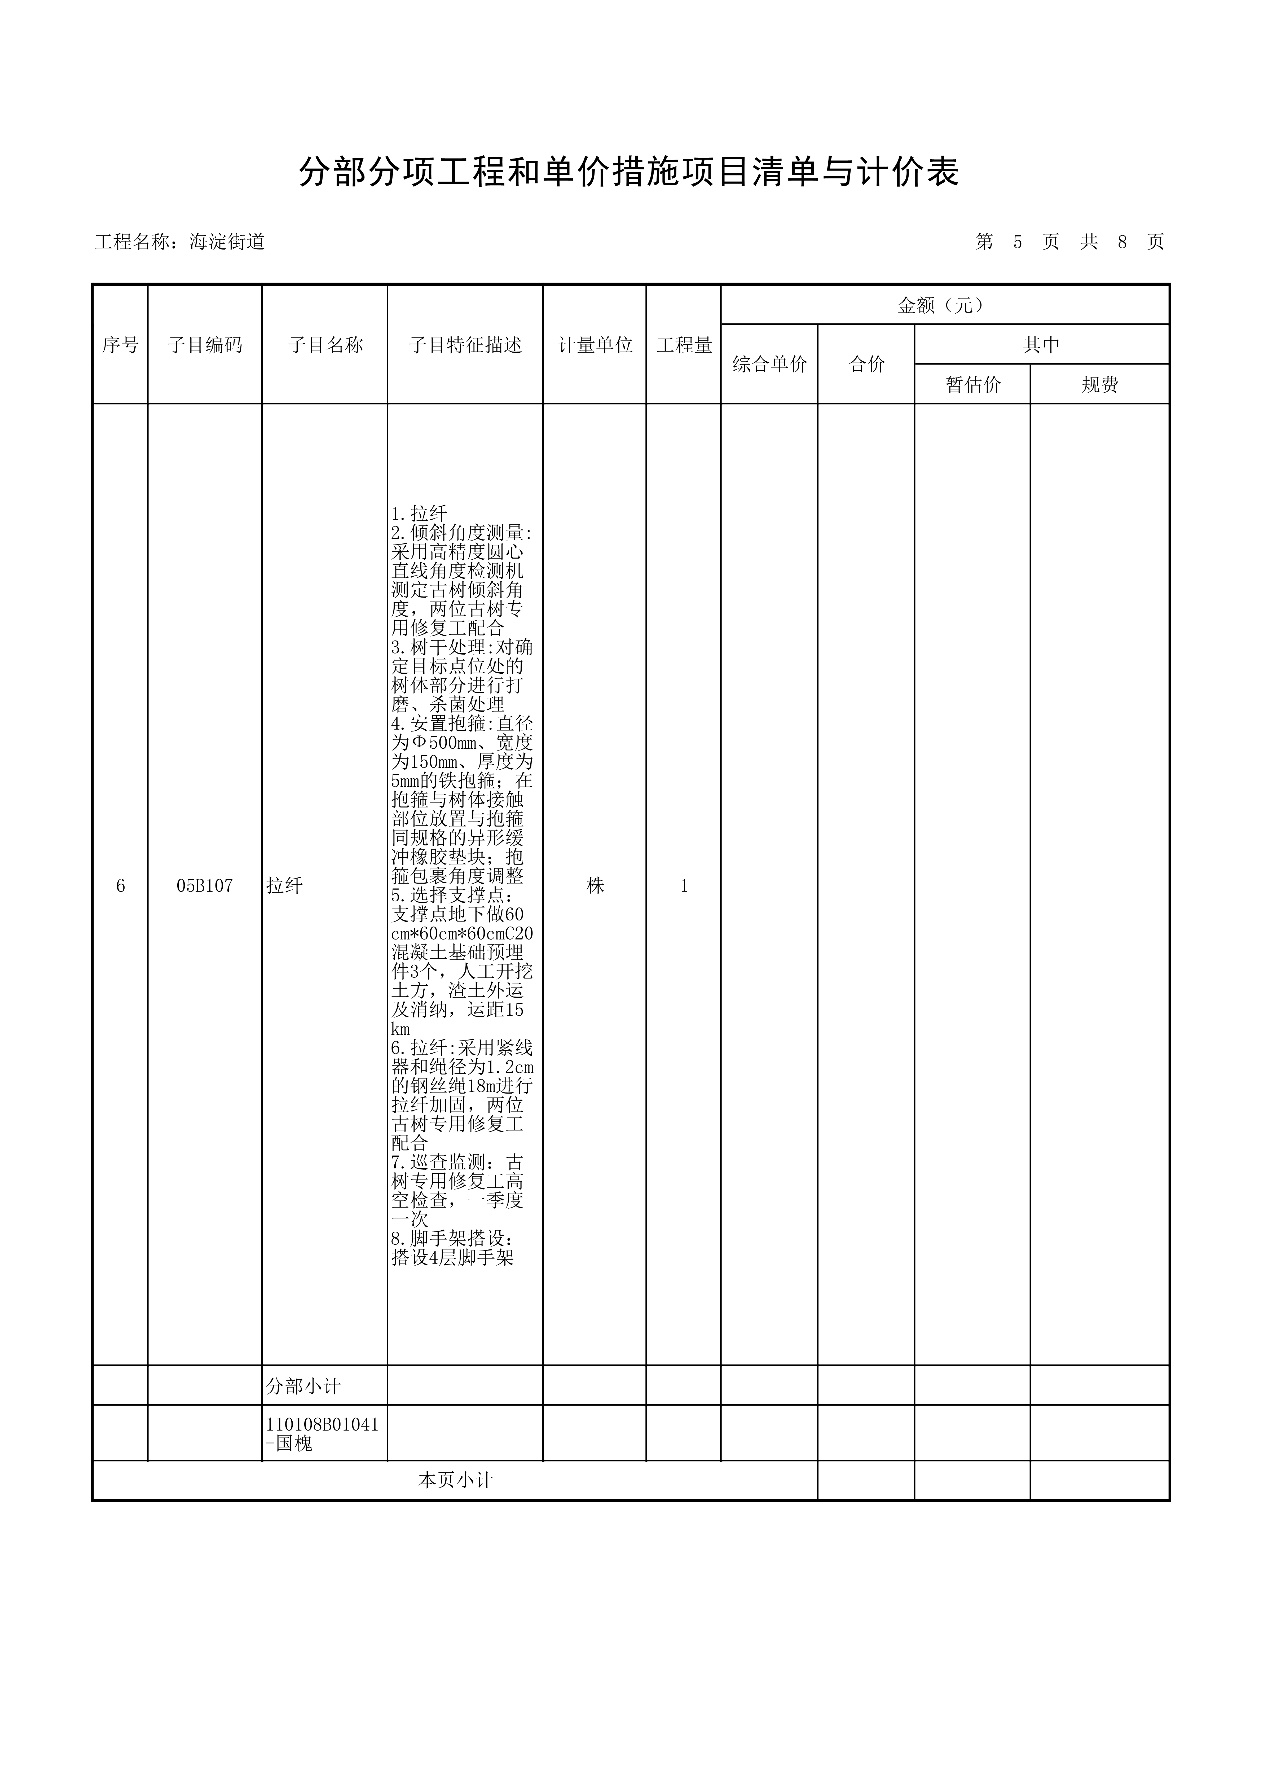 分部分项工程和单价措施项目清单与计价表
工程名称：海淀街道
第 5 页 共 8 页
序号 子目编码 子目名称 子目特征描述 计量单位 工程量 金额（元）
综合单价 合价 其中
暂估价 规费
6 05B107 拉纤 株 1
1.拉纤
2.倾斜角度测量:
采用高精度圆心
直线角度检测机
测定古树倾斜角
度，两位古树专
用修复工配合
3.树干处理:对确
定目标点位处的
树体部分进行打
磨、杀菌处理
4.安置抱箍:直径
为Φ500mm、宽度
为150mm、厚度为
5mm的铁抱箍；在
抱箍与树体接触
部位放置与抱箍
同规格的异形缓
冲橡胶垫块；抱
箍包裹角度调整
5.选择支撑点：
支撑点地下做60
cm*60cm*60cmC20
混凝土基础预埋
件3个，人工开挖
土方，渣土外运
及消纳，运距15
km
6.拉纤:采用紧线
器和绳径为1.2cm
的钢丝绳18m进行
拉纤加固，两位
古树专用修复工
配合
7.巡查监测：古
树专用修复工高
空检查，一季度
一次
8.脚手架搭设：
搭设4层脚手架
分部小计
110108B01041
-国槐
本页小计